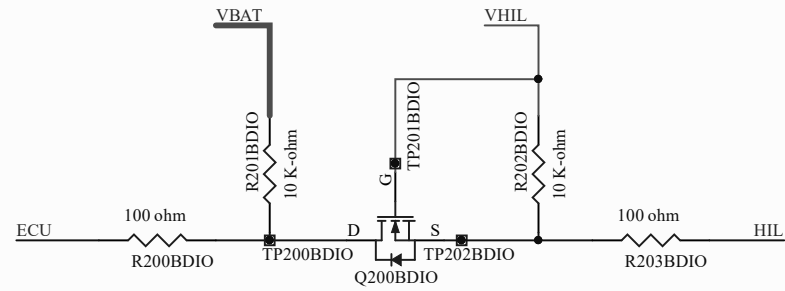 VBAT
VHIL
R201BDIO
10 K-ohm
TP201BDIO
G
R202BDIO
10 K-ohm
ECU
100 ohm
R200BDIO
TP200BDIO
D
S
Q200BDIO
TP202BDIO
100 ohm
R203BDIO
HIL